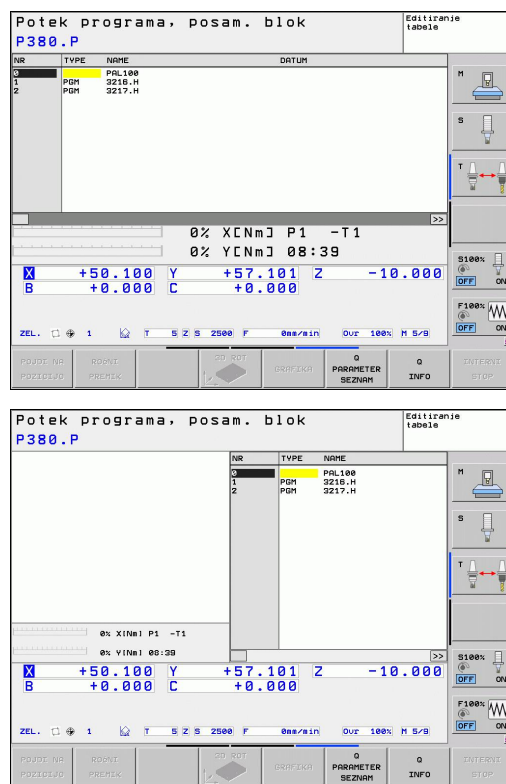 Potek programa, posam. blok
Editiranje
tabele
P380.P
NR TYPE NAME DATUM
0 PAL100
1 PGM 3216.H
2 PGM 3217.H
>>
0% X[Nm] P1 -T1
0% Y[Nm] 08:39
X +50.100 Y +57.101 Z -10.000
B +0.000 C +0.000
ZEL. 1 T 5 Z S 2500 F 0mm/min Our 100% M 5/9
M
S
T
S100%
OFF ON
F100%
OFF ON
POJDI NA POZICIJO
ROČNI PREMIK
3D ROT
GRAFIKA
Q PARAMETER SEZNAM
Q INFO
INTERNI STOP
Potek programa, posam. blok
Editiranje
tabele
P380.P
NR TYPE NAME
0 PAL100
1 PGM 3216.H
2 PGM 3217.H
0% X[Nm] P1 -T1
0% Y[Nm] 08:39
>>
X +50.100 Y +57.101 Z -10.000
B +0.000 C +0.000
ZEL. 1 T 5 Z S 2500 F 0mm/min Our 100% M 5/9
M
S
T
S100%
OFF ON
F100%
OFF ON
POJDI NA POZICIJO
ROČNI PREMIK
3D ROT
GRAFIKA
Q PARAMETER SEZNAM
Q INFO
INTERNI STOP